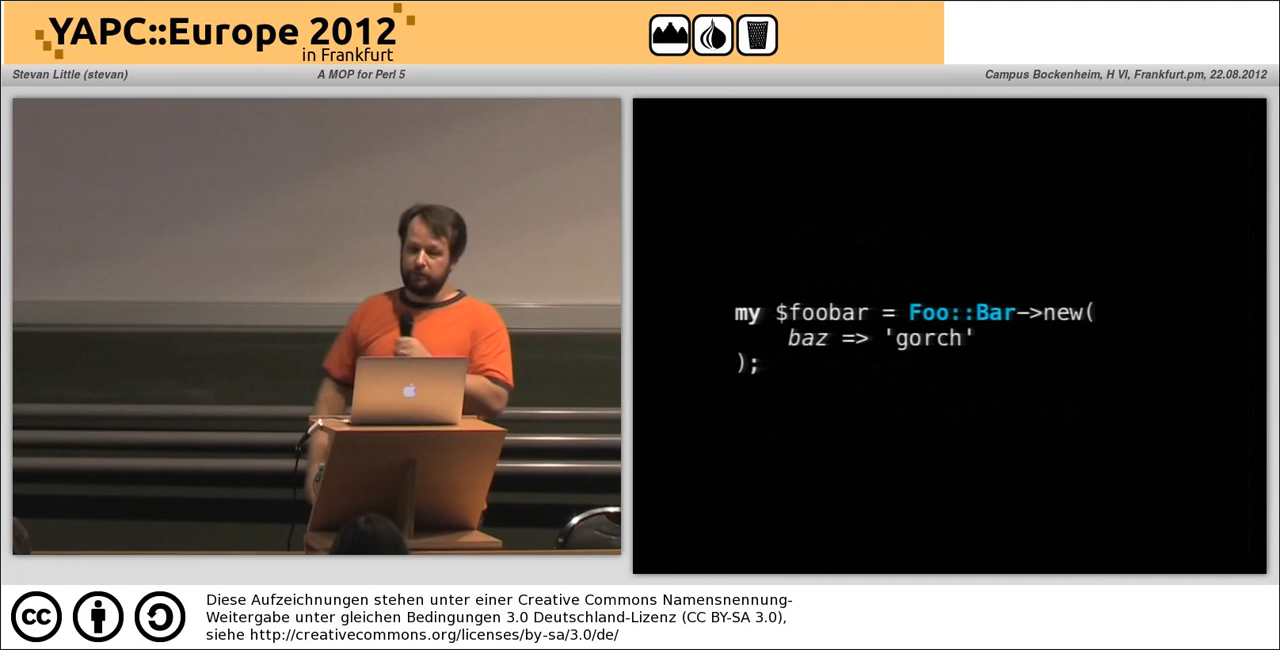 YAPC::Europe 2012
in Frankfurt
Stevan Little (stevan) A MOP for Perl 5 Campus Bockenheim, H VI, Frankfurt.pm, 22.08.2012
my $foobar = Foo::Bar->new(
baz => 'gorch'
);
cc
Diese Aufzeichnungen stehen unter einer Creative Commons Namensnennung-
Weitergabe unter gleichen Bedingungen 3.0 Deutschland-Lizenz (CC BY-SA 3.0),
siehe http://creativecommons.org/licenses/by-sa/3.0/de/